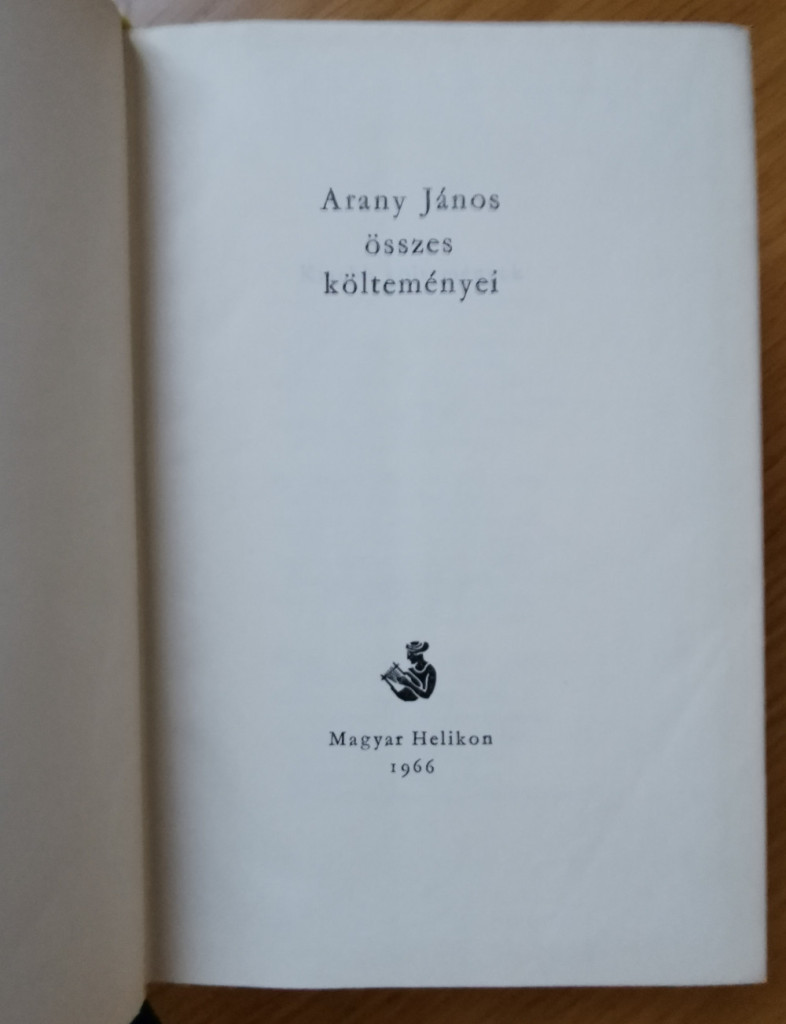 Arany János
összes
költeményei
Magyar Helikon
1966